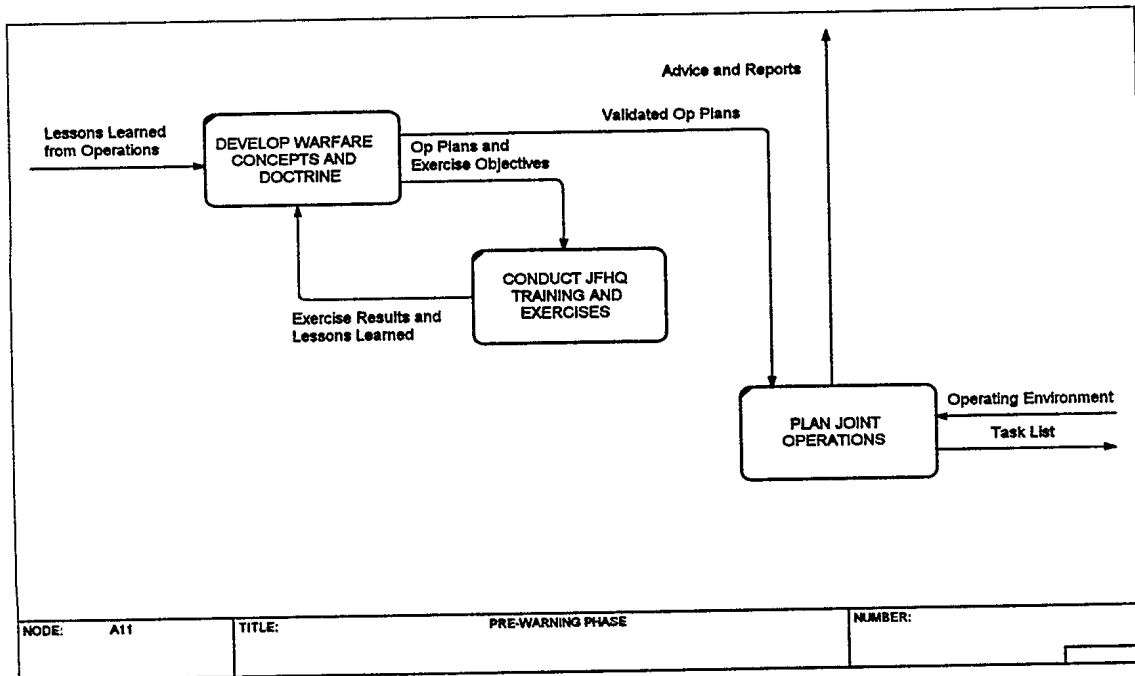 Advice and Reports
Validated Op Plans
Lessons Learned
from Operations
DEVELOP WARFARE
CONCEPTS AND
DOCTRINE
Op Plans and
Exercise Objectives
CONDUCT JFHQ
TRAINING AND
EXERCISES
Exercise Results and
Lessons Learned
PLAN JOINT
OPERATIONS
Operating Environment
Task List
NODE: A11
TITLE: PRE-WARNING PHASE
NUMBER: